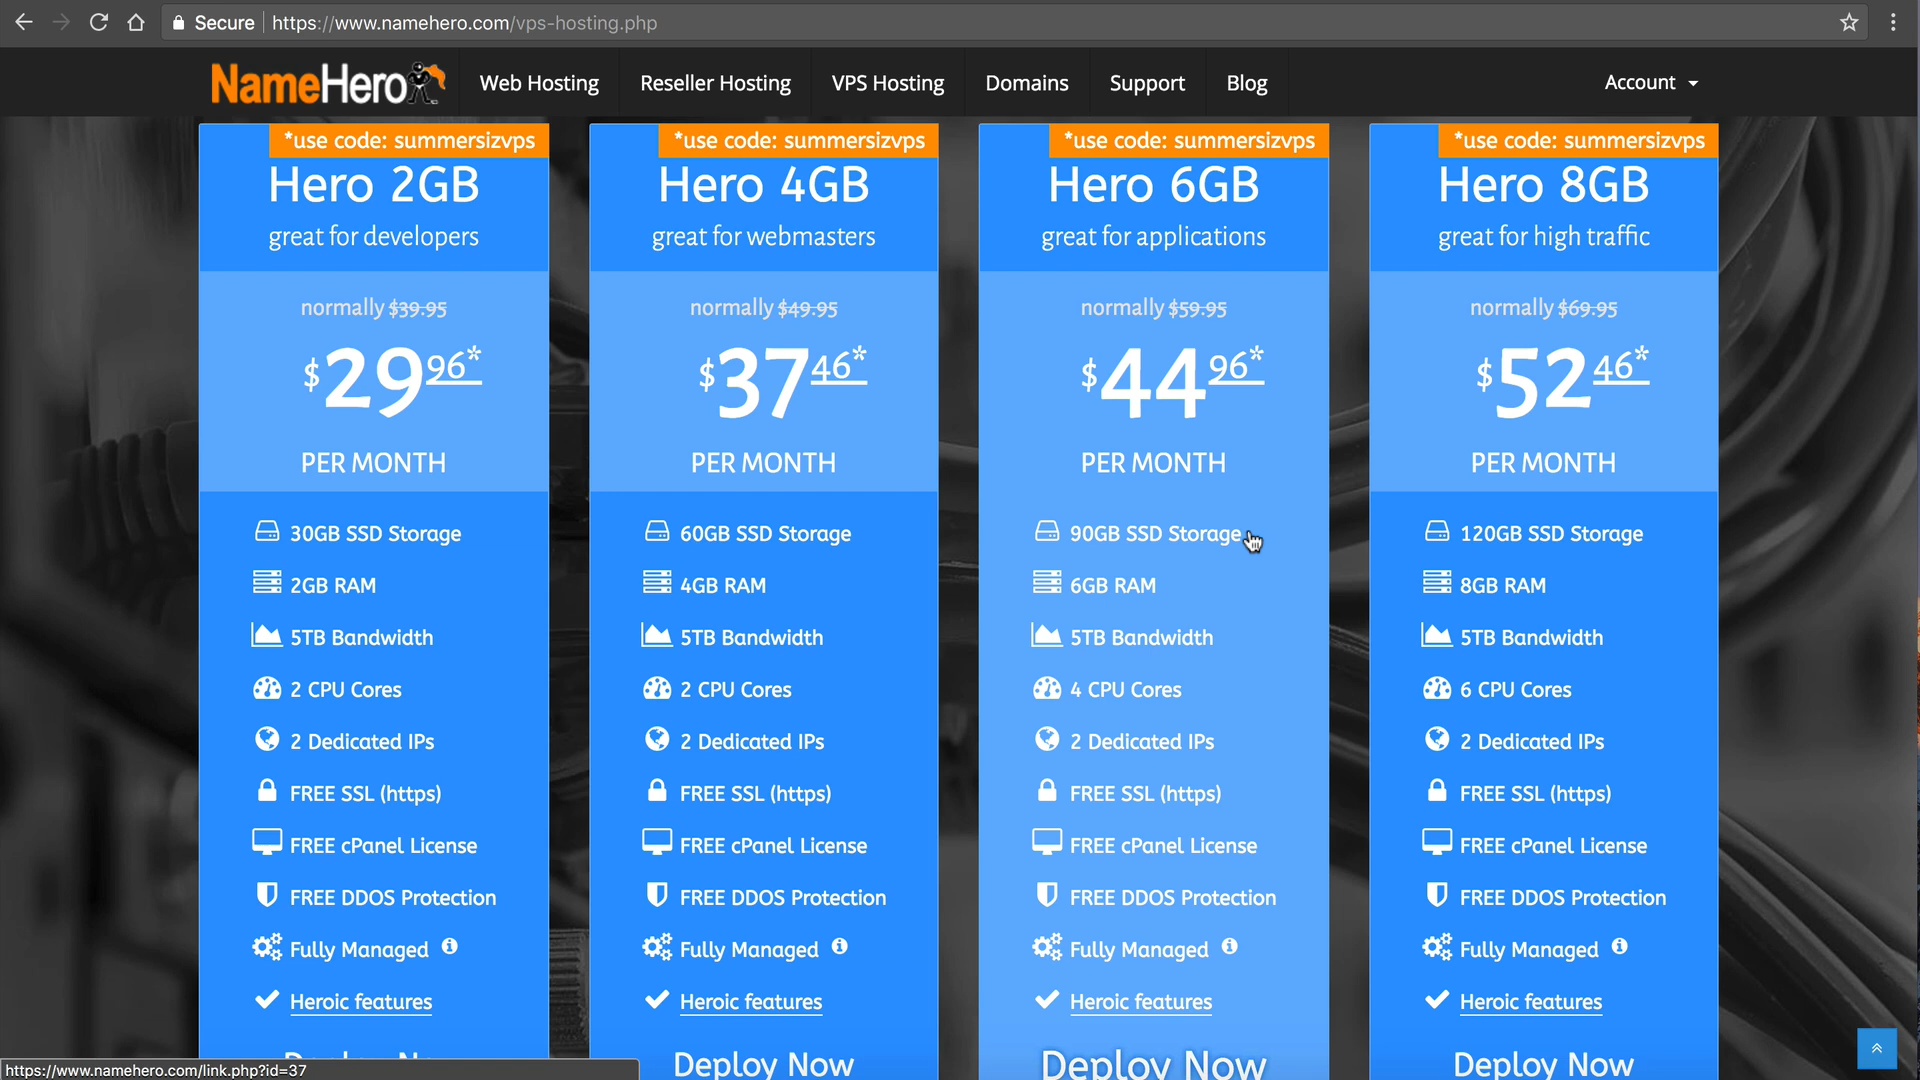 Secure https://www.namehero.com/vps-hosting.php
NameHero Web Hosting Reseller Hosting VPS Hosting Domains Support Blog Account
*use code: summersizvps
Hero 2GB
great for developers
normally $39.95
$29 96*
PER MONTH
30GB SSD Storage
2GB RAM
5TB Bandwidth
2 CPU Cores
2 Dedicated IPs
FREE SSL (https)
FREE cPanel License
FREE DDOS Protection
Fully Managed
Heroic features
*use code: summersizvps
Hero 4GB
great for webmasters
normally $49.95
$37 46*
PER MONTH
60GB SSD Storage
4GB RAM
5TB Bandwidth
2 CPU Cores
2 Dedicated IPs
FREE SSL (https)
FREE cPanel License
FREE DDOS Protection
Fully Managed
Heroic features
Deploy Now
*use code: summersizvps
Hero 6GB
great for applications
normally $59.95
$44 96*
PER MONTH
90GB SSD Storage
6GB RAM
5TB Bandwidth
4 CPU Cores
2 Dedicated IPs
FREE SSL (https)
FREE cPanel License
FREE DDOS Protection
Fully Managed
Heroic features
Deploy Now
*use code: summersizvps
Hero 8GB
great for high traffic
normally $69.95
$52 46*
PER MONTH
120GB SSD Storage
8GB RAM
5TB Bandwidth
6 CPU Cores
2 Dedicated IPs
FREE SSL (https)
FREE cPanel License
FREE DDOS Protection
Fully Managed
Heroic features
Deploy Now
https://www.namehero.com/link.php?id=37